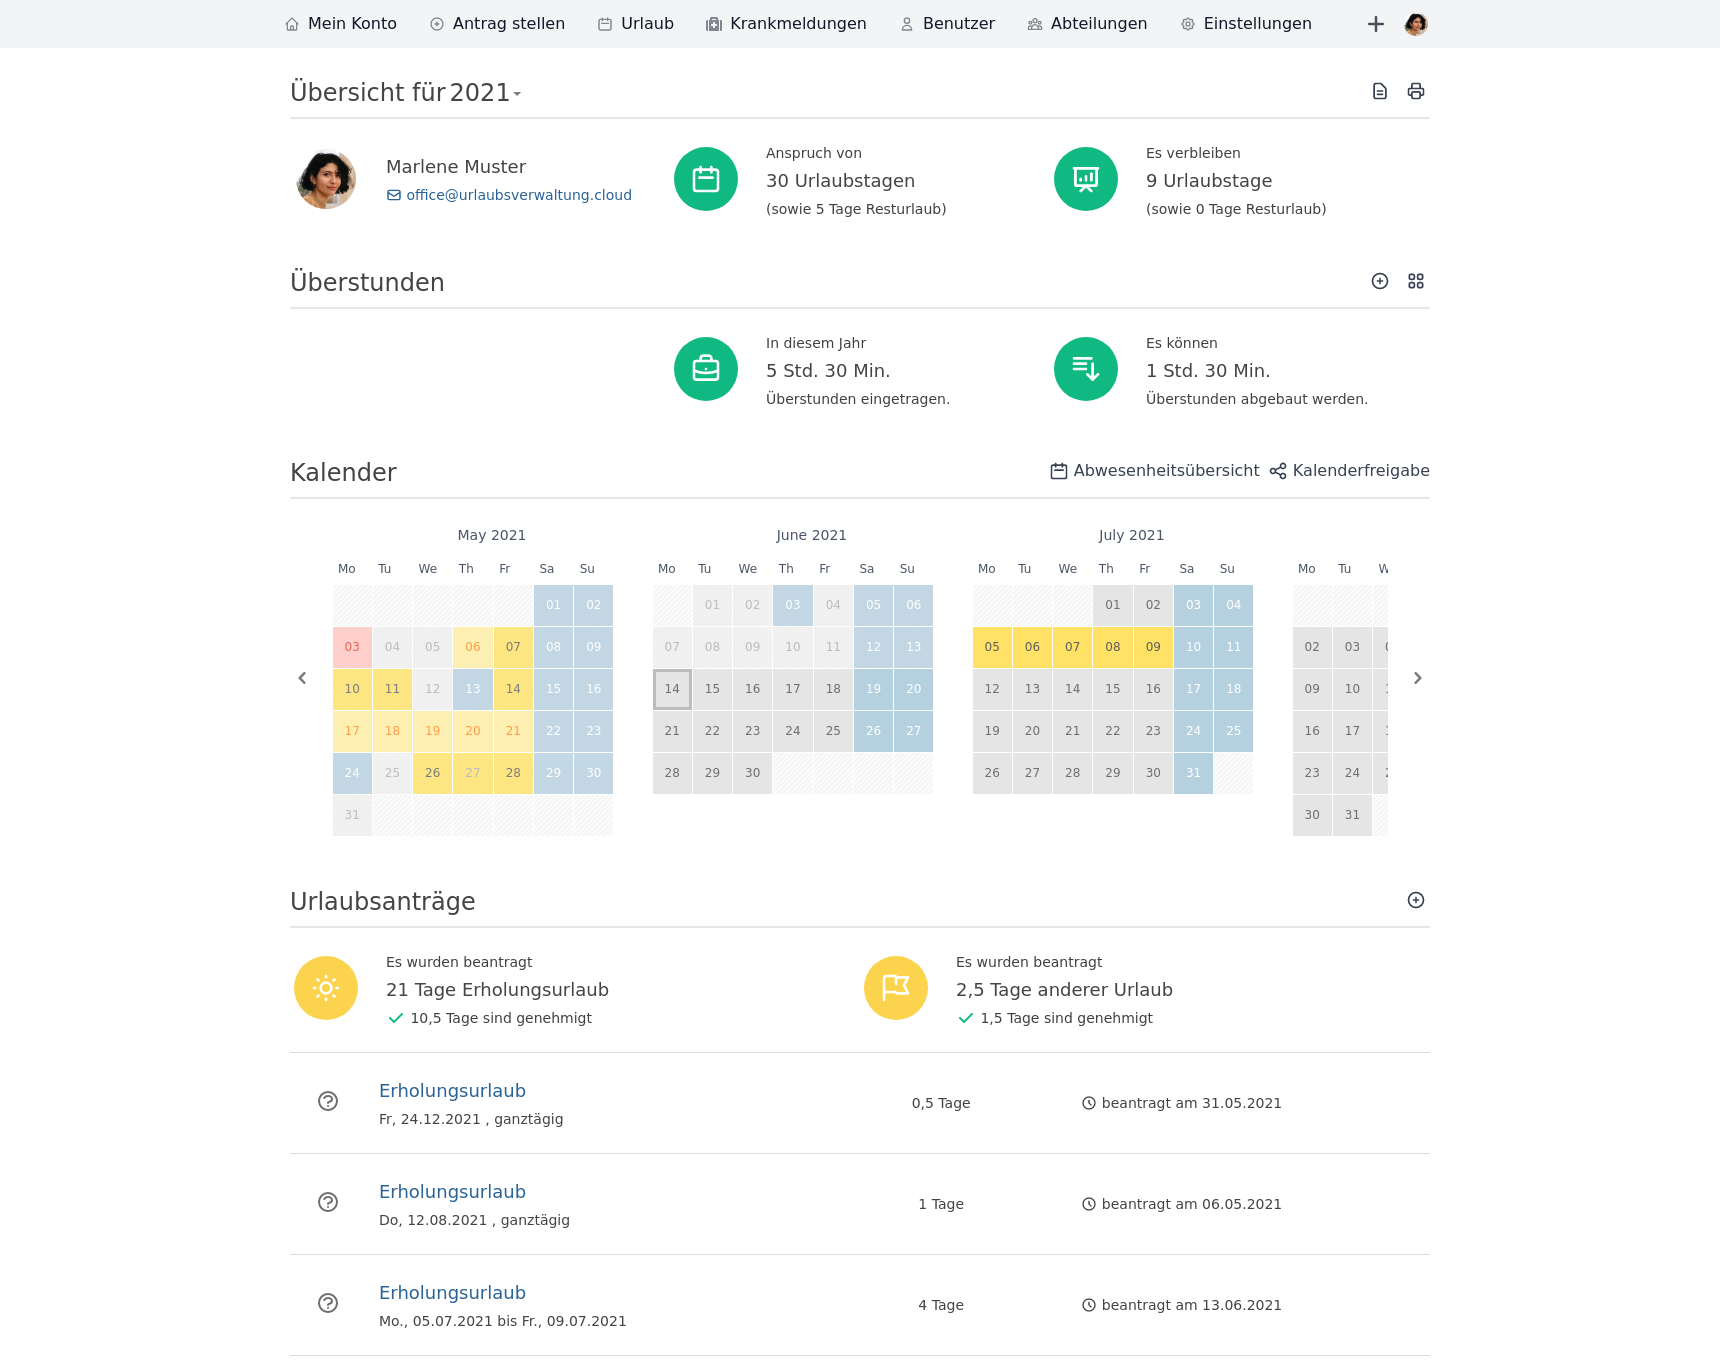 Mein Konto Antrag stellen Urlaub Krankmeldungen Benutzer Abteilungen Einstellungen
Übersicht für 2021
Marlene Muster
office@urlaubsverwaltung.cloud
Anspruch von
30 Urlaubstagen
(sowie 5 Tage Resturlaub)
Es verbleiben
9 Urlaubstage
(sowie 0 Tage Resturlaub)
Überstunden
In diesem Jahr
5 Std. 30 Min.
Überstunden eingetragen.
Es können
1 Std. 30 Min.
Überstunden abgebaut werden.
Kalender
Abwesenheitsübersicht Kalenderfreigabe
May 2021
Mo Tu We Th Fr Sa Su
01 02
03 04 05 06 07 08 09
10 11 12 13 14 15 16
17 18 19 20 21 22 23
24 25 26 27 28 29 30
31
June 2021
Mo Tu We Th Fr Sa Su
01 02 03 04 05 06
07 08 09 10 11 12 13
14 15 16 17 18 19 20
21 22 23 24 25 26 27
28 29 30
July 2021
Mo Tu We Th Fr Sa Su
01 02 03 04
05 06 07 08 09 10 11
12 13 14 15 16 17 18
19 20 21 22 23 24 25
26 27 28 29 30 31
Mo Tu
02 03
09 10
16 17
23 24
30 31
Urlaubsanträge
Es wurden beantragt
21 Tage Erholungsurlaub
10,5 Tage sind genehmigt
Es wurden beantragt
2,5 Tage anderer Urlaub
1,5 Tage sind genehmigt
Erholungsurlaub
Fr, 24.12.2021 , ganztägig
0,5 Tage
beantragt am 31.05.2021
Erholungsurlaub
Do, 12.08.2021 , ganztägig
1 Tage
beantragt am 06.05.2021
Erholungsurlaub
Mo., 05.07.2021 bis Fr., 09.07.2021
4 Tage
beantragt am 13.06.2021